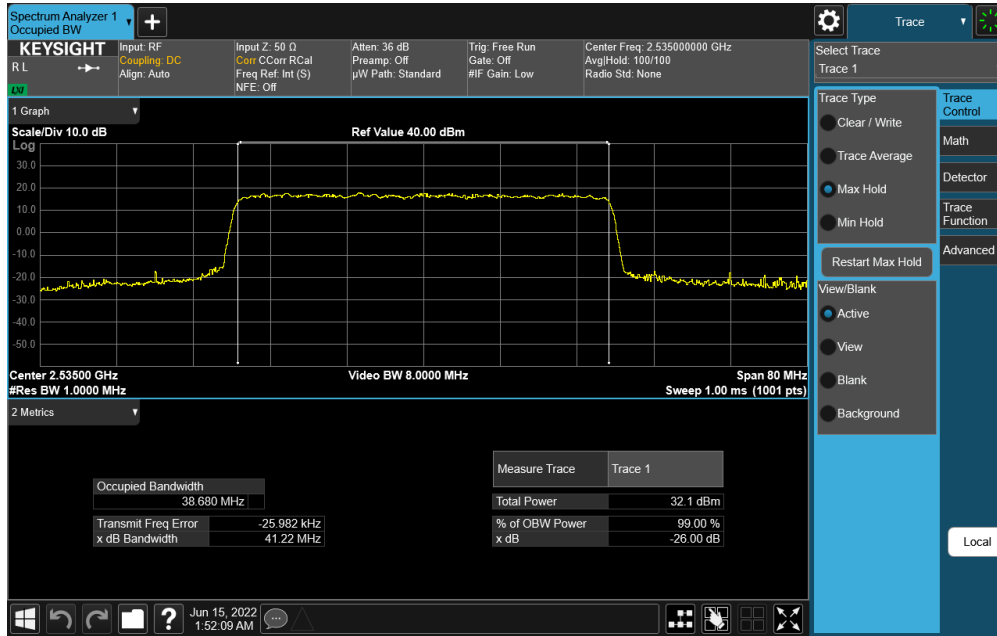 Spectrum Analyzer 1
Occupied BW
Trace
KEYSIGHT
R L
LXI
Input: RF
Coupling: DC
Align: Auto
Input Z: 50 Ω
Corr CCorr RCal
Freq Ref: Int (S)
NFE: Off
Atten: 36 dB
Preamp: Off
µW Path: Standard
Trig: Free Run
Gate: Off
#IF Gain: Low
Center Freq: 2.535000000 GHz
Avg|Hold: 100/100
Radio Std: None
Select Trace
Trace 1
1 Graph
Scale/Div 10.0 dB
Ref Value 40.00 dBm
Log
30.0
20.0
10.0
0.00
-10.0
-20.0
-30.0
-40.0
-50.0
Center 2.53500 GHz
#Res BW 1.0000 MHz
Video BW 8.0000 MHz
Span 80 MHz
Sweep 1.00 ms (1001 pts)
Trace Type
Clear / Write
Trace Average
Max Hold
Min Hold
Restart Max Hold
View/Blank
Active
View
Blank
Background
Trace
Control
Math
Detector
Trace
Function
Advanced
2 Metrics
Occupied Bandwidth
38.680 MHz
Transmit Freq Error -25.982 kHz
x dB Bandwidth 41.22 MHz
Measure Trace Trace 1
Total Power 32.1 dBm
% of OBW Power 99.00 %
x dB -26.00 dB
Local
?
Jun 15, 2022
1:52:09 AM